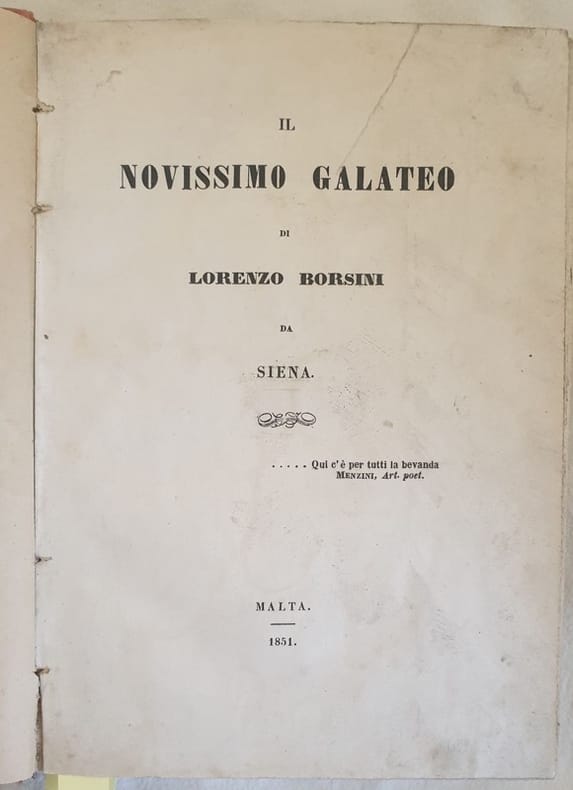 IL
NOVISSIMO GALATEO
DI
LORENZO BORSINI
DA
SIENA.
. . . . . Qui c'è per tutti la bevanda
MENZINI, Art. poet.
MALTA.
1851.